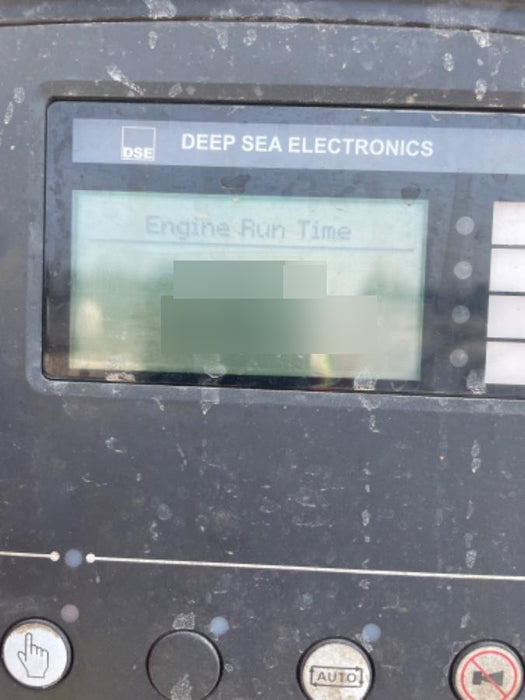 DSE
DEEP SEA ELECTRONICS
Engine Run Time
AUTO